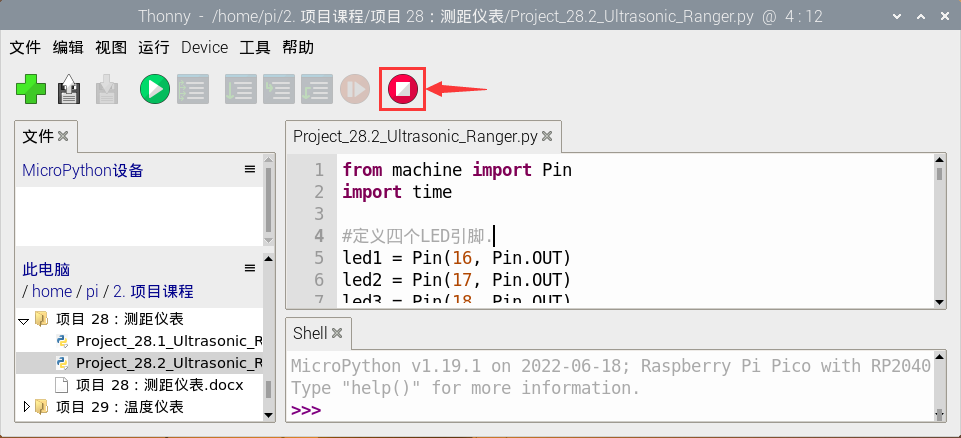 Thonny - /home/pi/2. 项目课程/项目 28：测距仪表/Project_28.2_Ultrasonic_Ranger.py @ 4 : 12
文件 编辑 视图 运行 Device 工具 帮助
文件
MicroPython设备
此电脑
/ home / pi / 2. 项目课程
项目 28：测距仪表
Project_28.1_Ultrasonic_R
Project_28.2_Ultrasonic_R
项目 28：测距仪表.docx
项目 29：温度仪表
Project_28.2_Ultrasonic_Ranger.py
1 from machine import Pin
2 import time
3
4 #定义四个LED引脚.
5 led1 = Pin(16, Pin.OUT)
6 led2 = Pin(17, Pin.OUT)
7 led3 = Pin(18, Pin.OUT)
Shell
MicroPython v1.19.1 on 2022-06-18; Raspberry Pi Pico with RP2040
Type "help()" for more information.
>>>